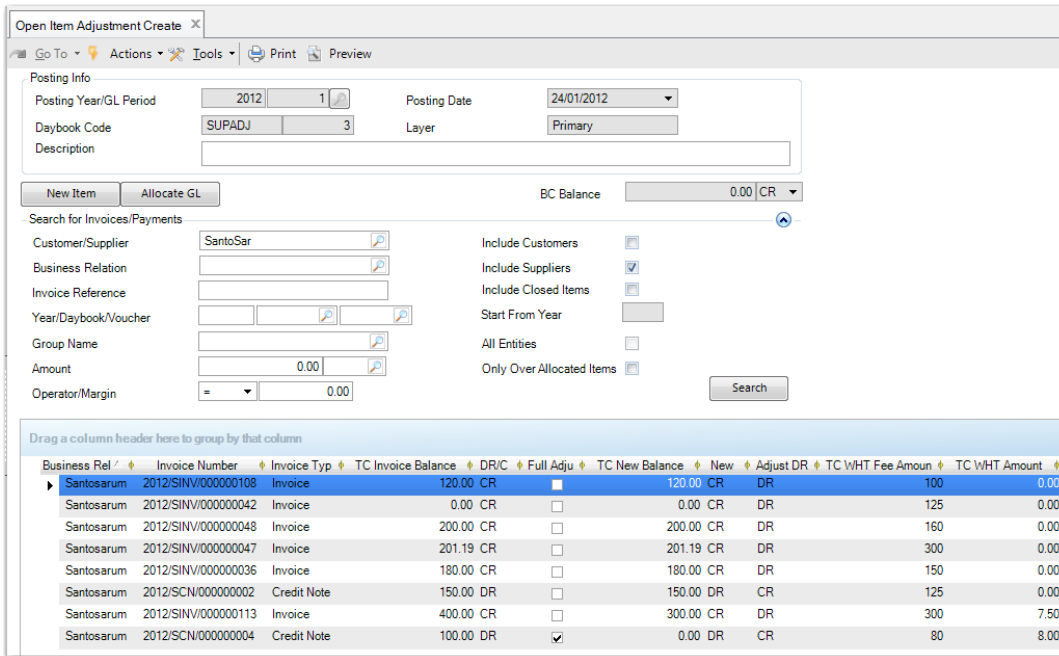 Open Item Adjustment Create
Go To Actions Tools Print Preview
Posting Info
Posting Year/GL Period 2012 1 Posting Date 24/01/2012
Daybook Code SUPADJ 3 Layer Primary
Description
New Item Allocate GL BC Balance 0.00 CR
Search for Invoices/Payments
Customer/Supplier SantoSar Include Customers
Business Relation Include Suppliers
Invoice Reference Include Closed Items
Year/Daybook/Voucher Start From Year
Group Name All Entities
Amount 0.00 Only Over Allocated Items
Operator/Margin = 0.00 Search
Drag a column header here to group by that column
Business Rel Invoice Number Invoice Typ TC Invoice Balance DR/C Full Adju TC New Balance New Adjust DR TC WHT Fee Amoun TC WHT Amount
Santosarum 2012/SINV/000000108 Invoice 120.00 CR 120.00 CR DR 100 0.00
Santosarum 2012/SINV/000000042 Invoice 0.00 CR 0.00 CR DR 125 0.00
Santosarum 2012/SINV/000000048 Invoice 200.00 CR 200.00 CR DR 160 0.00
Santosarum 2012/SINV/000000047 Invoice 201.19 CR 201.19 CR DR 300 0.00
Santosarum 2012/SINV/000000036 Invoice 180.00 CR 180.00 CR DR 150 0.00
Santosarum 2012/SCN/000000002 Credit Note 150.00 DR 150.00 DR CR 125 0.00
Santosarum 2012/SINV/000000113 Invoice 400.00 CR 300.00 CR DR 300 7.50
Santosarum 2012/SCN/000000004 Credit Note 100.00 DR 0.00 DR CR 80 8.00